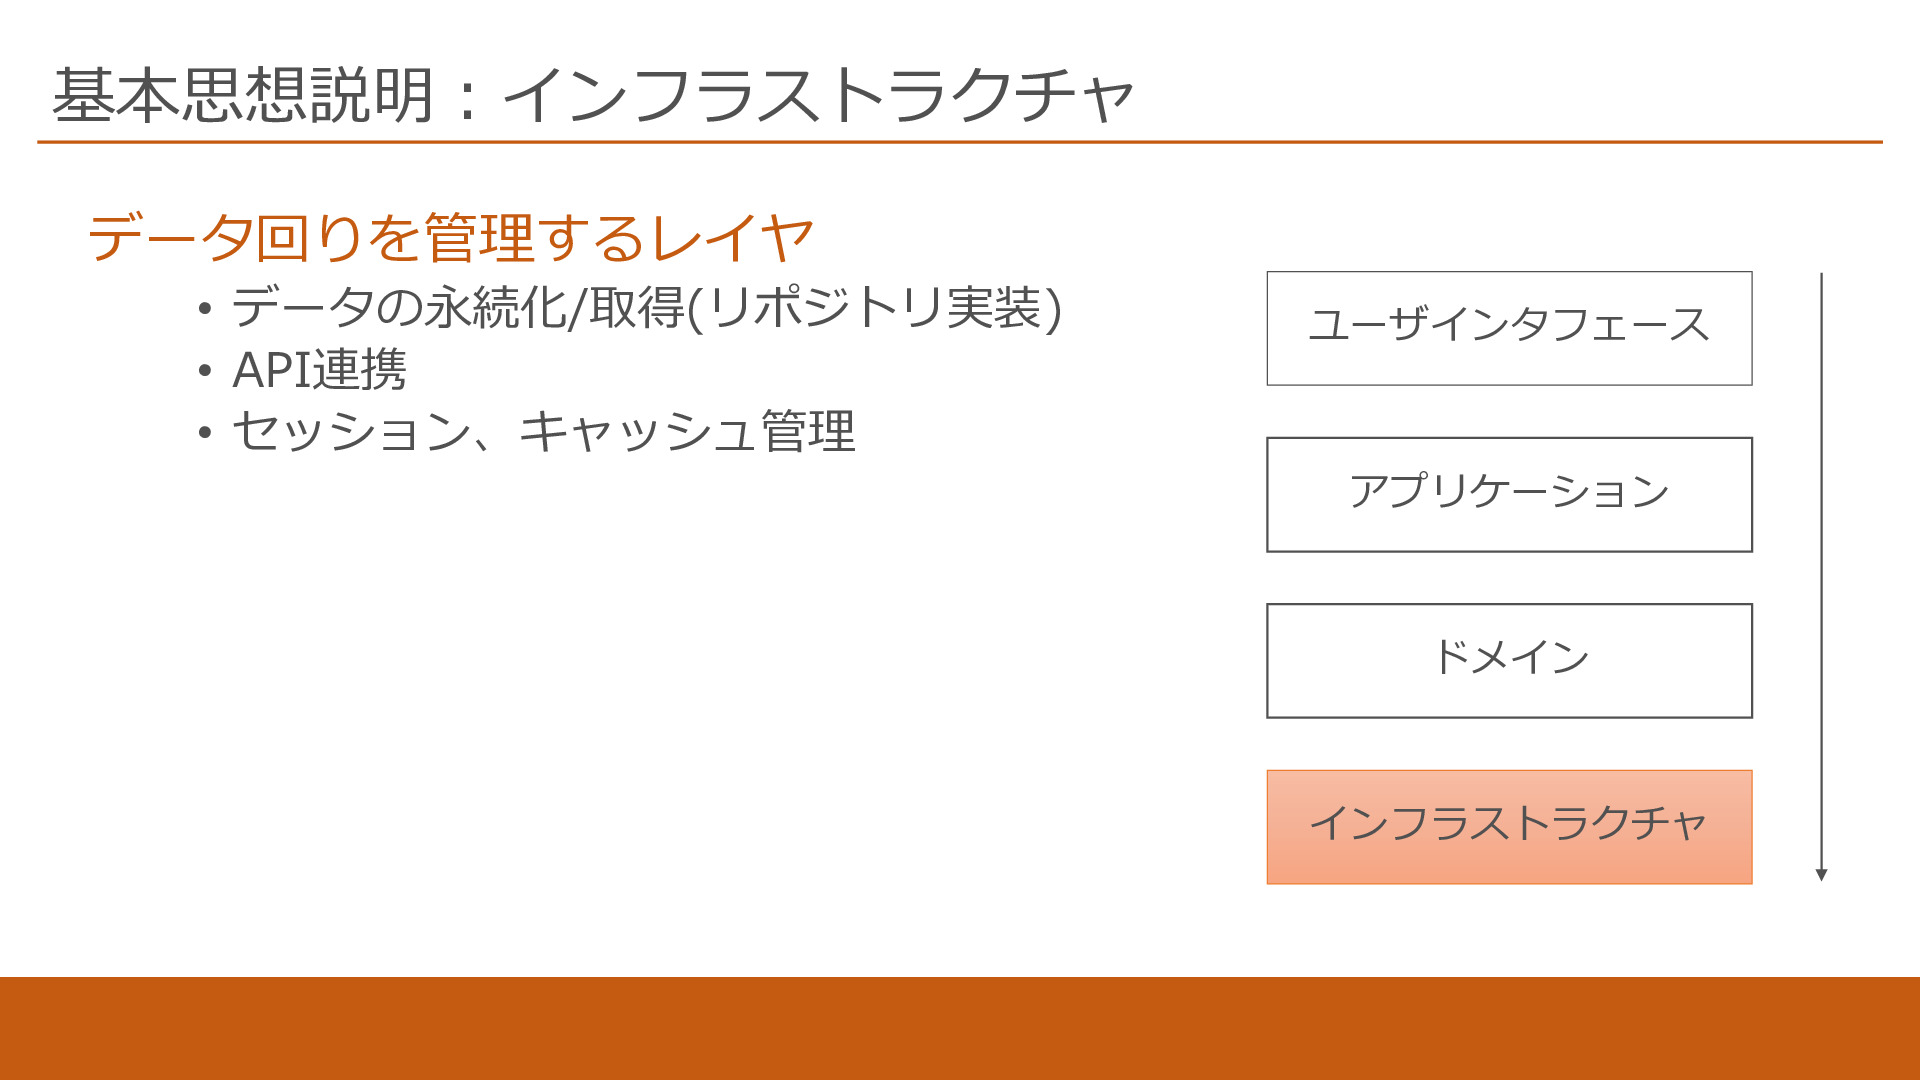 基本思想説明：インフラストラクチャ
データ回りを管理するレイヤ
• データの永続化/取得(リポジトリ実装)
• API連携
• セッション、キャッシュ管理
ユーザインタフェース
アプリケーション
ドメイン
インフラストラクチャ